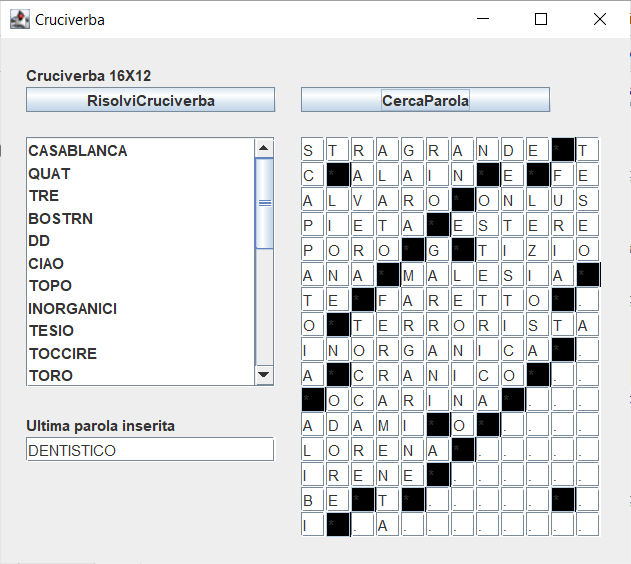 Cruciverba
Cruciverba 16X12
RisolviCruciverba
CercaParola
CASABLANCA
QUAT
TRE
BOSTRN
DD
CIAO
TOPO
INORGANICI
TESIO
TOCCIRE
TORO
Ultima parola inserita
DENTISTICO
S T R A G R A N D E * T
C * A L A I N * E * F E
A L V A R O * O N L U S
P I E T A * E S T E R E
P O R O * G * T I Z I O
A N A * M A L E S I A *
T E * F A R E T T O * .
O * T E R R O R I S T A
I N O R G A N I C A * .
A * C R A N I C O * . .
* O C A R I N A * . . .
A D A M I * O * . . . .
L O R E N A * . . . . .
I R E N E * . . . . . .
B E * T * . . . . . * .
I * . A . . . . . . . .